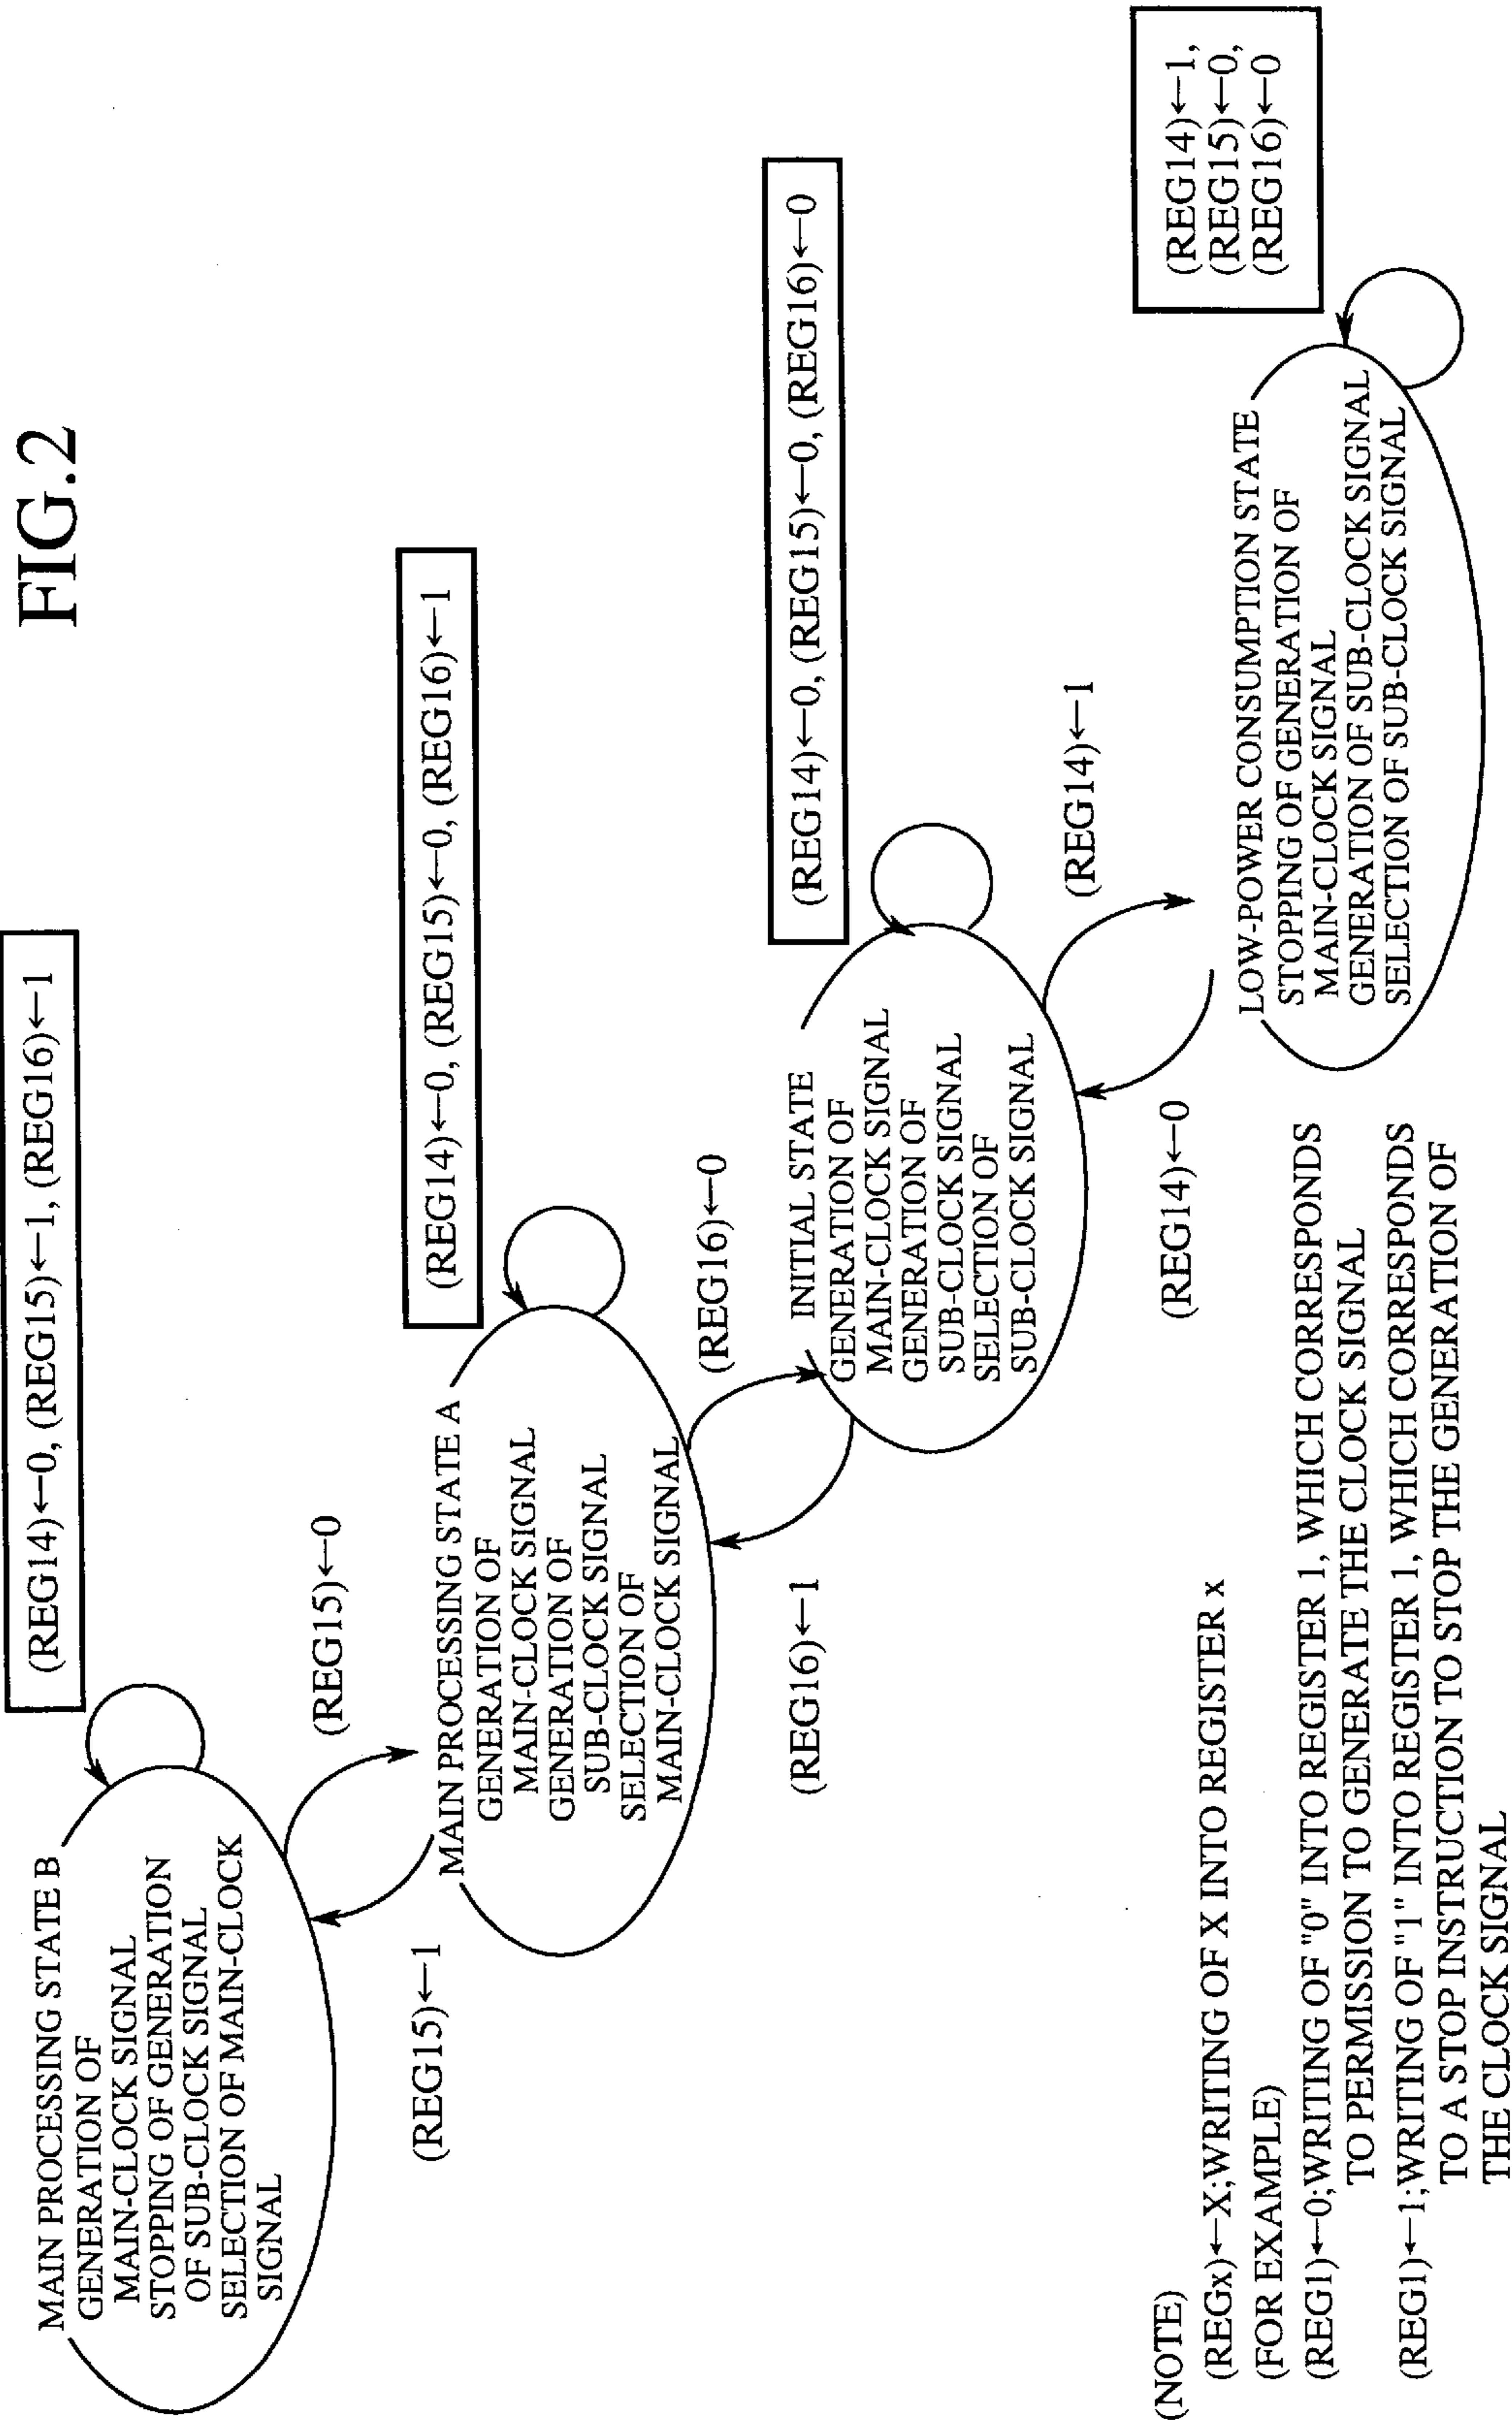 FIG.2
(REG14)←0, (REG15)←1, (REG16)←1
MAIN PROCESSING STATE B
GENERATION OF
MAIN-CLOCK SIGNAL
STOPPING OF GENERATION
OF SUB-CLOCK SIGNAL
SELECTION OF MAIN-CLOCK
SIGNAL
(REG15)←0
(REG15)←1
(REG14)←0, (REG15)←0, (REG16)←1
MAIN PROCESSING STATE A
GENERATION OF
MAIN-CLOCK SIGNAL
GENERATION OF
SUB-CLOCK SIGNAL
SELECTION OF
MAIN-CLOCK SIGNAL
(REG16)←0
(REG16)←1
(REG14)←0, (REG15)←0, (REG16)←0
INITIAL STATE
GENERATION OF
MAIN-CLOCK SIGNAL
GENERATION OF
SUB-CLOCK SIGNAL
SELECTION OF
SUB-CLOCK SIGNAL
(REG14)←1
(REG14)←0
(REG14)←1,
(REG15)←0,
(REG16)←0
LOW-POWER CONSUMPTION STATE
STOPPING OF GENERATION OF
MAIN-CLOCK SIGNAL
GENERATION OF SUB-CLOCK SIGNAL
SELECTION OF SUB-CLOCK SIGNAL
(NOTE)
(REGx)←X;WRITING OF X INTO REGISTER x
(FOR EXAMPLE)
(REG1)←0;WRITING OF "0" INTO REGISTER 1, WHICH CORRESPONDS
TO PERMISSION TO GENERATE THE CLOCK SIGNAL
(REG1)←1;WRITING OF "1" INTO REGISTER 1, WHICH CORRESPONDS
TO A STOP INSTRUCTION TO STOP THE GENERATION OF
THE CLOCK SIGNAL